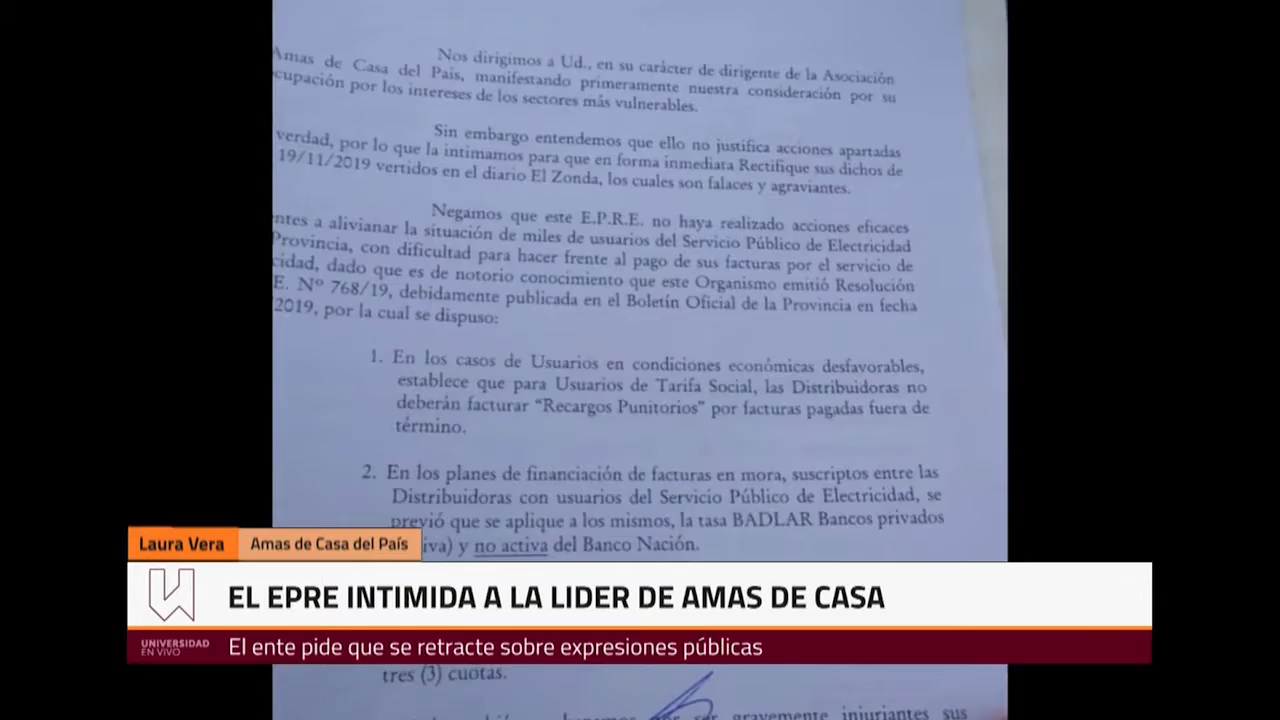 Nos dirigimos a Ud., en su carácter de dirigente de la Asociación
Amas de Casa del País, manifestando primeramente nuestra consideración por su
cupación por los intereses de los sectores más vulnerables.
Sin embargo entendemos que ello no justifica acciones apartadas
verdad, por lo que la intimamos para que en forma inmediata Rectifique sus dichos de
19/11/2019 vertidos en el diario El Zonda, los cuales son falaces y agraviantes.
Negamos que este E.P.R.E. no haya realizado acciones eficaces
entes a alivianar la situación de miles de usuarios del Servicio Público de Electricidad
Provincia, con dificultad para hacer frente al pago de sus facturas por el servicio de
cidad, dado que es de notorio conocimiento que este Organismo emitió Resolución
E. Nº 768/19, debidamente publicada en el Boletín Oficial de la Provincia en fecha
2019, por la cual se dispuso:
1. En los casos de Usuarios en condiciones económicas desfavorables,
establece que para Usuarios de Tarifa Social, las Distribuidoras no
deberán facturar “Recargos Punitorios” por facturas pagadas fuera de
término.
2. En los planes de financiación de facturas en mora, suscriptos entre las
Distribuidoras con usuarios del Servicio Público de Electricidad, se
previó que se aplique a los mismos, la tasa BADLAR Bancos privados
iva) y no activa del Banco Nación.
Laura Vera Amas de Casa del País
EL EPRE INTIMIDA A LA LIDER DE AMAS DE CASA
UNIVERSIDAD
EN VIVO
El ente pide que se retracte sobre expresiones públicas
tres (3) cuotas.
gravemente injuriantes sus